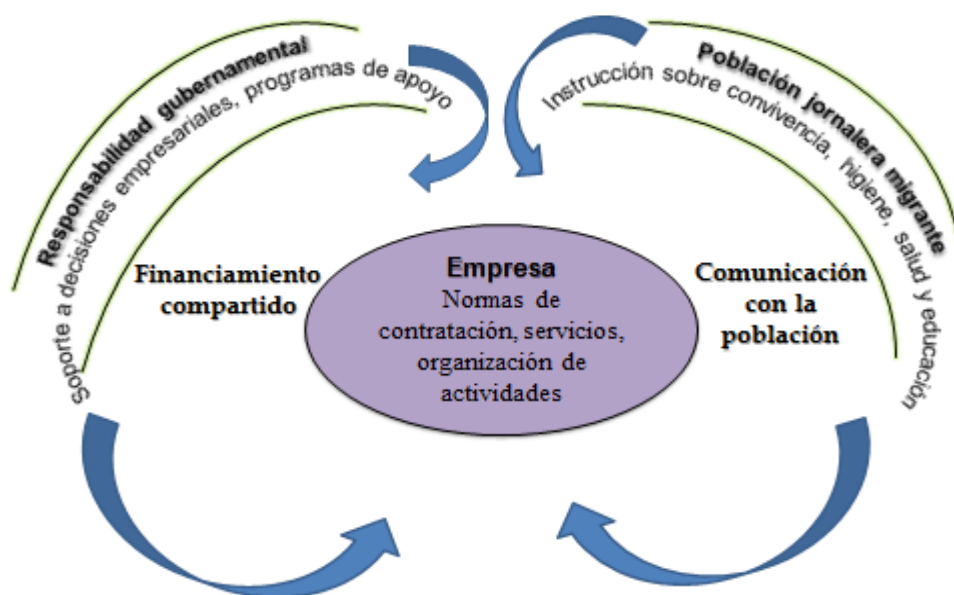 Responsabilidad gubernamental
Soporte a decisiones empresariales, programas de apoyo
Financiamiento
compartido
Empresa
Normas de
contratación, servicios,
organización de
actividades
Población jornalera migrante
Instrucción sobre convivencia, higiene, salud y educación
Comunicación
con la
población